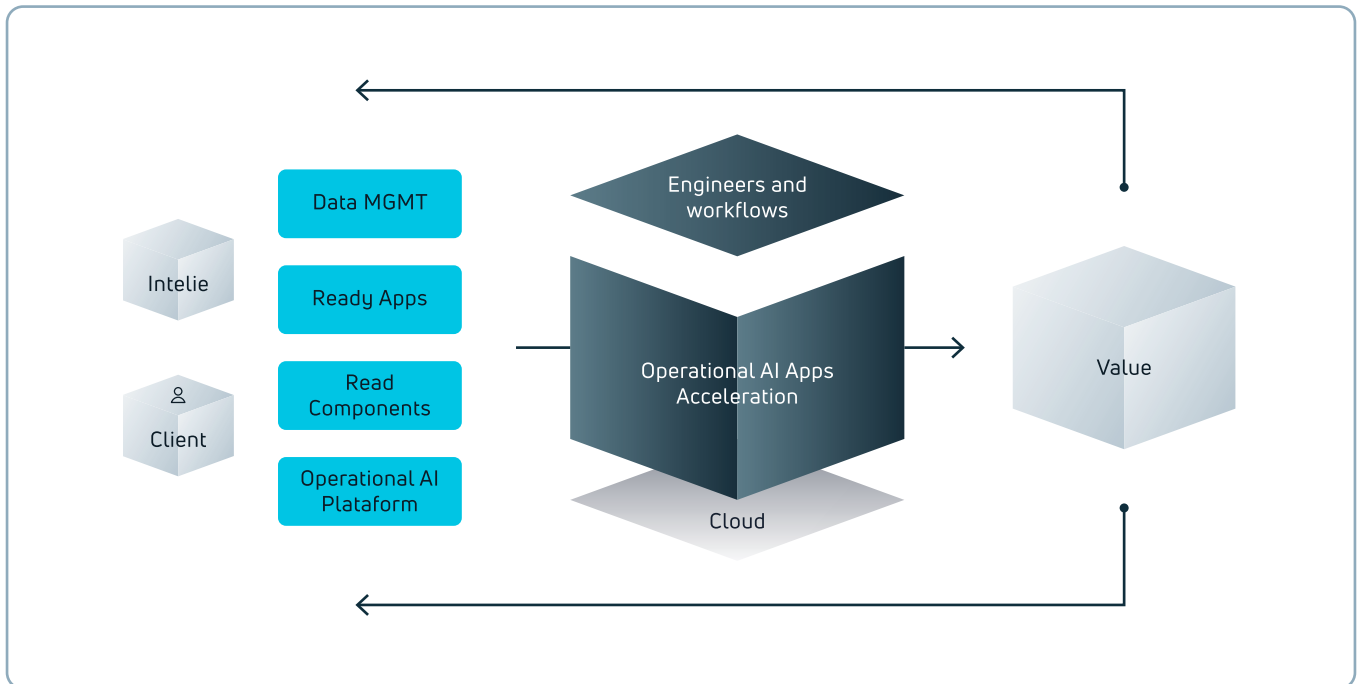 Intelie
Client
Data MGMT
Ready Apps
Read
Components
Operational AI
Plataform
Engineers and
workflows
Operational AI Apps
Acceleration
Cloud
Value